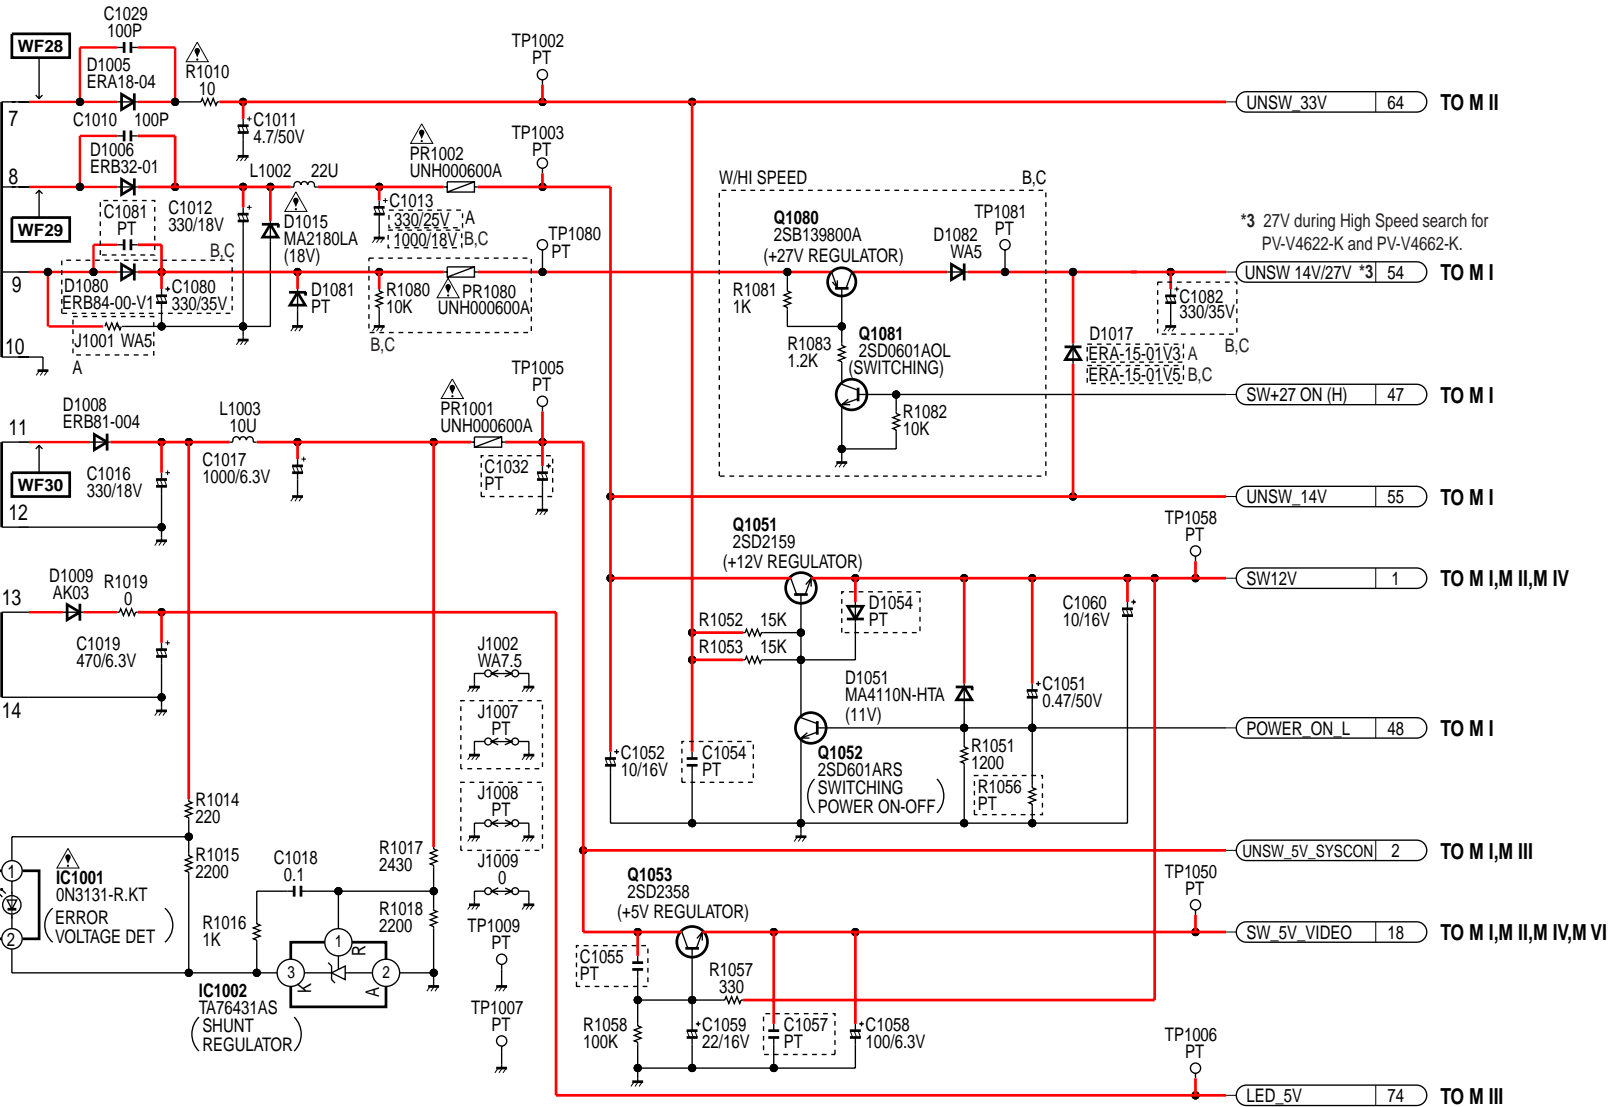 C1029
100P
WF28
D1005
ERA18-04
R1010
10
TP1002
PT
7
C1010 100P
C1011
4.7/50V
UNSW_33V 64 TO M II
D1006
ERB32-01
TP1003
PT
PR1002
UNH000600A
8
L1002 22U
WF29
C1081
PT
C1012
330/18V
D1015
MA2180LA
(18V)
C1013
330/25V A
1000/18V B,C
B,C
TP1080
PT
W/HI SPEED B,C
Q1080
2SB139800A
(+27V REGULATOR)
TP1081
PT
D1082
WA5
*3 27V during High Speed search for
PV-V4622-K and PV-V4662-K.
9
D1080
ERB84-00-V1
C1080
330/35V
D1081
PT
R1080
10K
PR1080
UNH000600A
B,C
R1081
1K
UNSW 14V/27V *3 54 TO M I
C1082
330/35V
B,C
J1001 WA5
A
10
R1083
1.2K
Q1081
2SD0601AOL
(SWITCHING)
D1017
ERA-15-01V3 A
ERA-15-01V5 B,C
SW+27 ON (H) 47 TO M I
R1082
10K
D1008
ERB81-004
L1003
10U
PR1001
UNH000600A
TP1005
PT
11
WF30
C1016
330/18V
C1017
1000/6.3V
C1032
PT
12
UNSW_14V 55 TO M I
Q1051
2SD2159
(+12V REGULATOR)
TP1058
PT
SW12V 1 TO M I,M II,M IV
13
D1009
AK03
R1019
0
C1019
470/6.3V
14
D1054
PT
C1060
10/16V
R1052 15K
R1053 15K
J1002
WA7.5
J1007
PT
D1051
MA4110N-HTA
(11V)
C1051
0.47/50V
POWER_ON_L 48 TO M I
C1052
10/16V
C1054
PT
Q1052
2SD601ARS
SWITCHING
POWER ON-OFF
R1051
1200
R1056
PT
J1008
PT
R1014
220
R1015
2200
1
IC1001
0N3131-R.KT
ERROR
VOLTAGE DET
2
C1018
0.1
R1017
2430
J1009
0
UNSW_5V_SYSCON 2 TO M I,M III
R1016
1K
R1018
2200
TP1009
PT
Q1053
2SD2358
(+5V REGULATOR)
TP1050
PT
SW_5V_VIDEO 18 TO M I,M II,M IV,M VI
1
R
3
K
A
2
IC1002
TA76431AS
SHUNT
REGULATOR
TP1007
PT
C1055
PT
R1057
330
R1058
100K
C1059
22/16V
C1057
PT
C1058
100/6.3V
TP1006
PT
LED_5V 74 TO M III